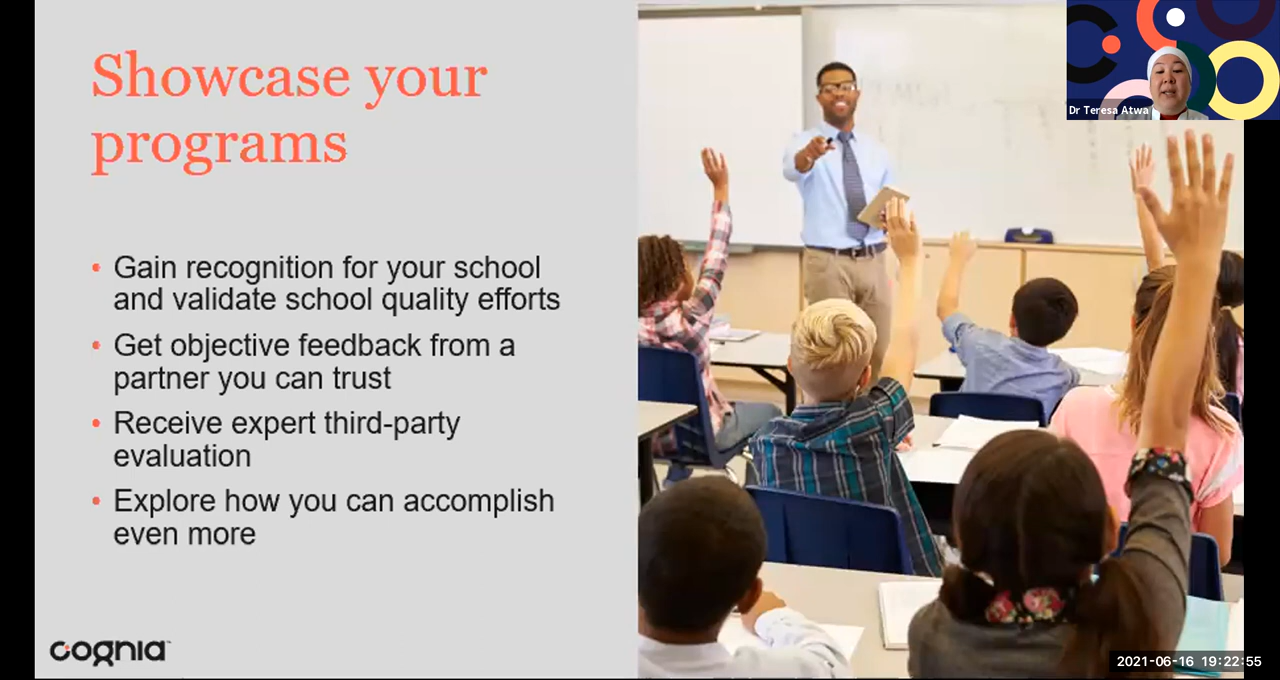 Showcase your
programs
• Gain recognition for your school
and validate school quality efforts
• Get objective feedback from a
partner you can trust
• Receive expert third-party
evaluation
• Explore how you can accomplish
even more
cognia™
Dr Teresa Atwa
2021-06-16 19:22:55